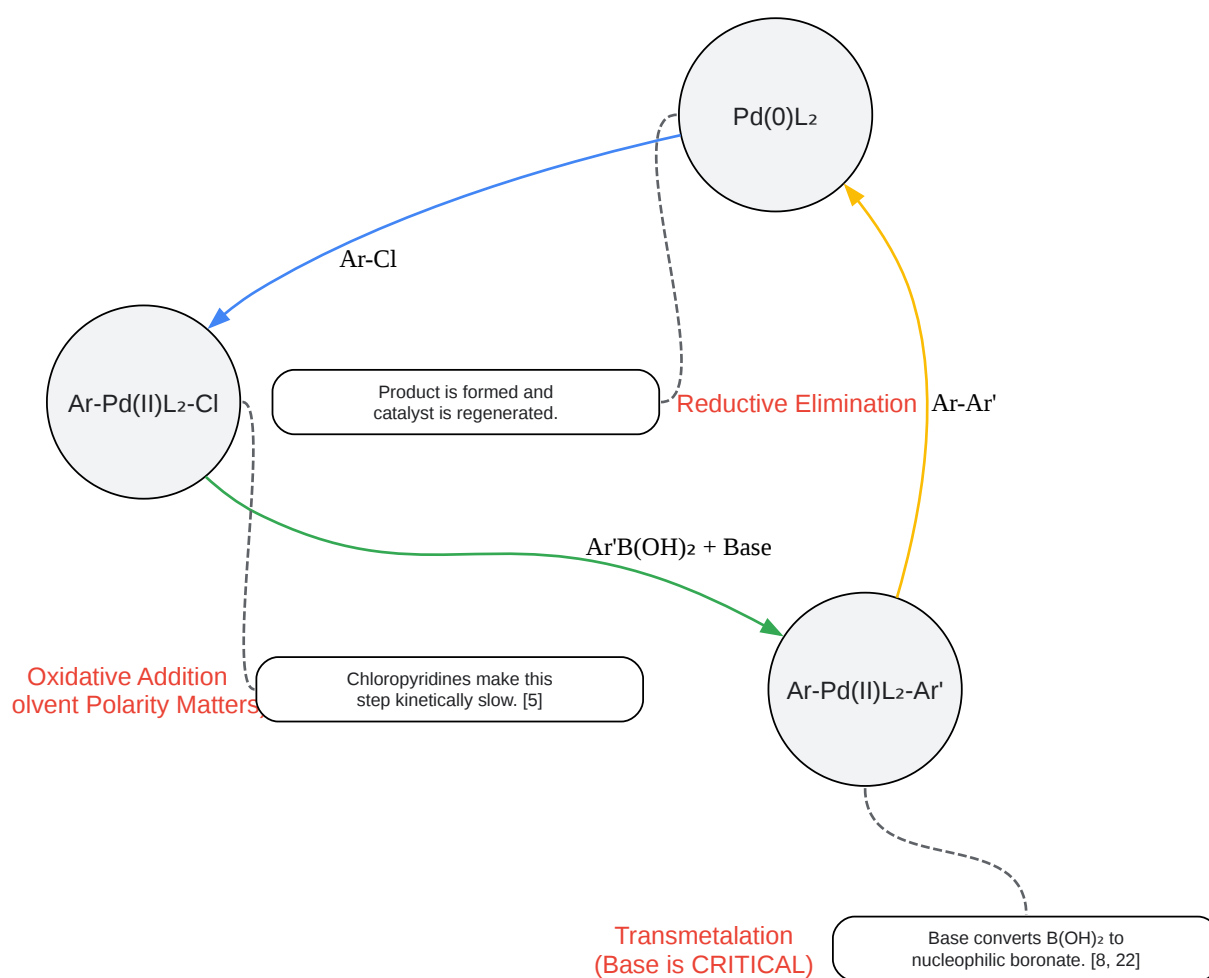 Pd(0)L₂
Ar-Cl
Ar-Pd(II)L₂-Cl
Product is formed and
catalyst is regenerated.
Reductive Elimination
Ar-Ar'
Ar'B(OH)₂ + Base
Oxidative Addition
olvent Polarity Matters
Chloropyridines make this
step kinetically slow. [5]
Ar-Pd(II)L₂-Ar'
Transmetalation
(Base is CRITICAL)
Base converts B(OH)₂ to
nucleophilic boronate. [8, 22]